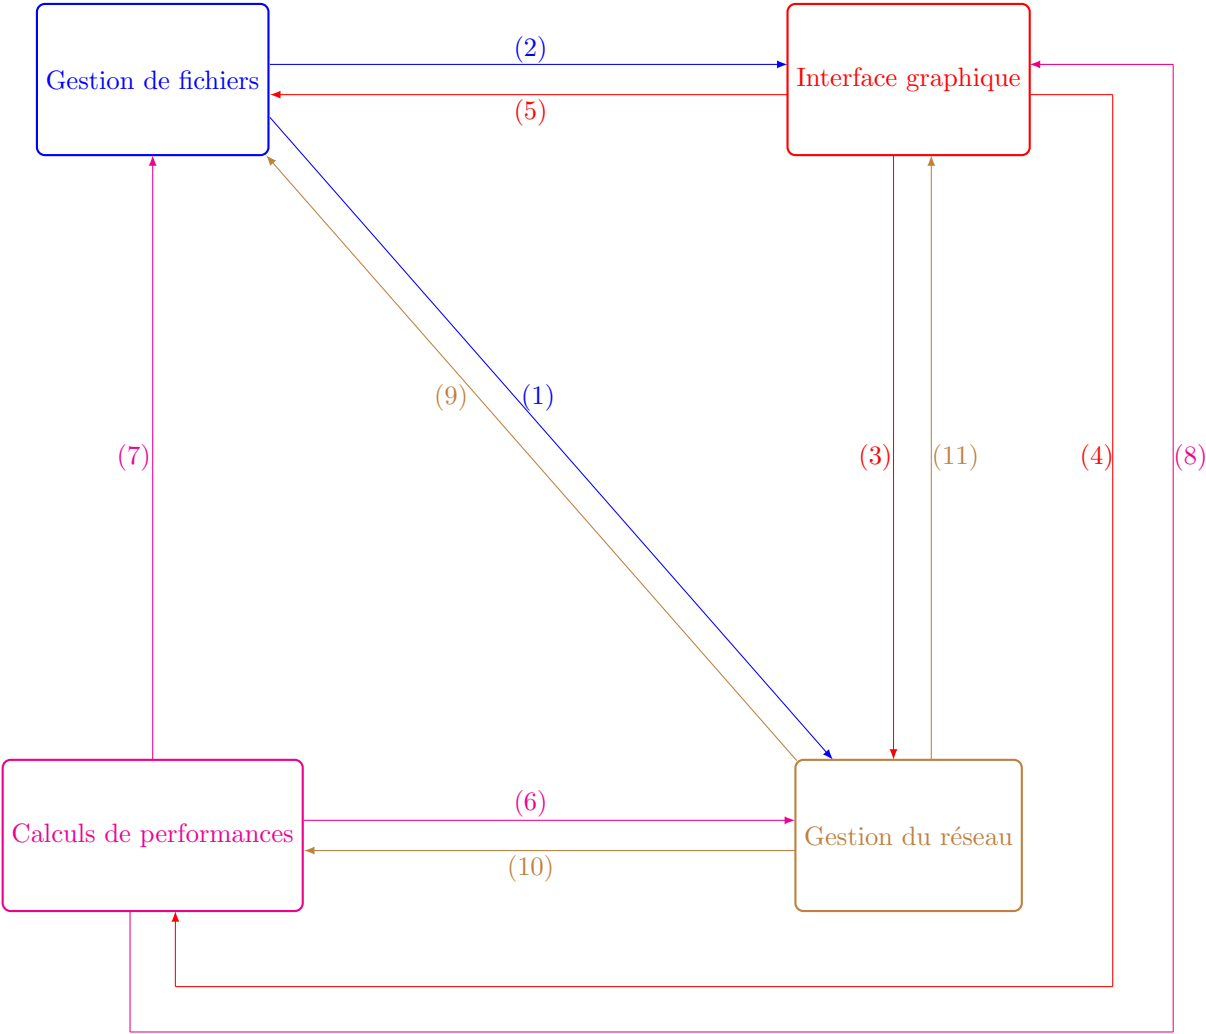 (2)
Gestion de fichiers
Interface graphique
(5)
(9)
(1)
(7)
(3)
(11)
(4)
(8)
(6)
Calculs de performances
Gestion du réseau
(10)